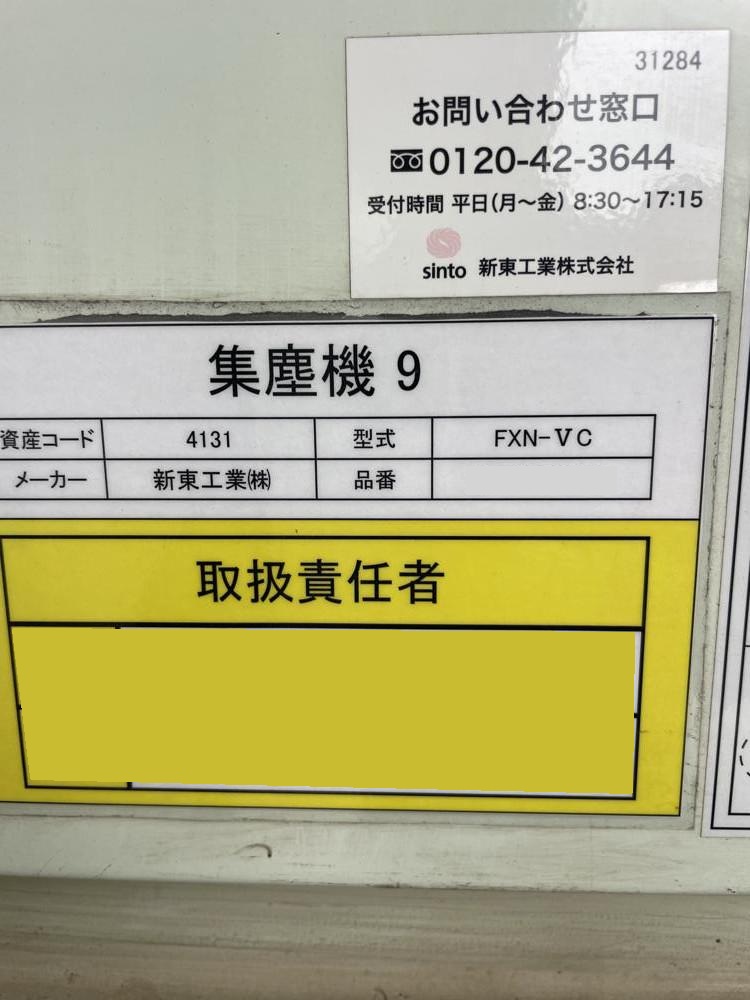 31284
お問い合わせ窓口
0120-42-3644
受付時間 平日(月〜金) 8:30〜17:15
sinto 新東工業株式会社
集塵機 9
資産コード 4131 型式 FXN-VC
メーカー 新東工業㈱ 品番
取扱責任者